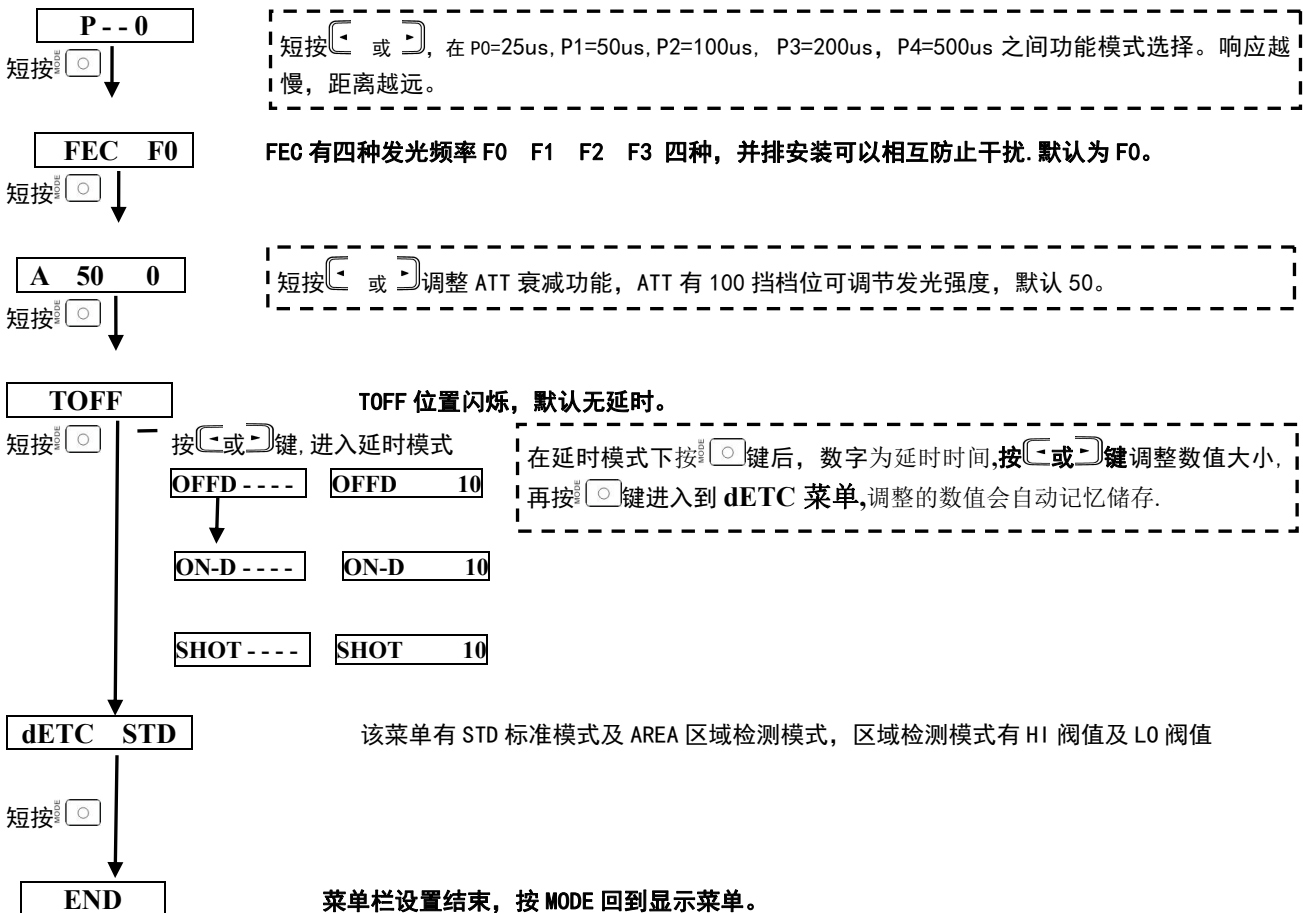 P - - 0
短按 MODE
短按 或 ，在 P0=25us, P1=50us, P2=100us, P3=200us，P4=500us 之间功能模式选择。响应越
慢，距离越远。
FEC F0
FEC 有四种发光频率 F0 F1 F2 F3 四种，并排安装可以相互防止干扰. 默认为 F0。
短按 MODE
A 50 0
短按 或 调整 ATT 衰减功能，ATT 有 100 挡档位可调节发光强度，默认 50。
短按 MODE
TOFF
TOFF 位置闪烁，默认无延时。
短按 MODE
按 或 键, 进入延时模式
OFFD - - - - OFFD 10
ON-D - - - - ON-D 10
SHOT - - - - SHOT 10
在延时模式下按 MODE 键后，数字为延时时间,按 或 键调整数值大小,
再按 MODE 键进入到 dETC 菜单,调整的数值会自动记忆储存.
dETC STD
该菜单有 STD 标准模式及 AREA 区域检测模式，区域检测模式有 HI 阀值及 LO 阀值
短按 MODE
END
菜单栏设置结束，按 MODE 回到显示菜单。